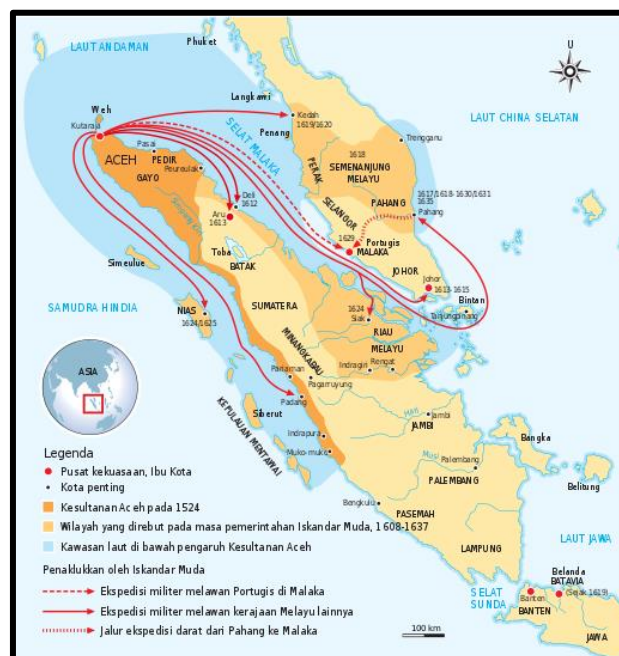 LAUT ANDAMAN
Phuket
U
Langkawi
LAUT CHINA SELATAN
Weh
Kutaraja
Kedah
1619/1620
Penang
SELAT MALAKA
Trengganu
ACEH
Pasai
PEDIR
GAYO
Peureulak
PERAK
1618
SEMENANJUNG
MELAYU
PAHANG
1617/1618-1630/1631
1635
Pahang
Deli
1612
Aru
1613
SELANGOR
1629
Portugis
MALAKA
JOHOR
Johor
1613-1615
Bintan
Tanjungpinang
Simeulue
Toba
BATAK
SAMUDRA HINDIA
NIAS
1624/1625
SUMATERA
1624
Siak
RIAU
MELAYU
Indragiri
Rengat
MINANGKABAU
Pariaman
Pagarruyung
Padang
Siberut
KEPULAUAN MENTAWAI
Hari
Jambi
JAMBI
Indrapura
Muko-muko
Musi
Palembang
PALEMBANG
Bangka
Belitung
Bengkulu
PASEMAH
LAMPUNG
LAUT JAWA
SELAT
SUNDA
Banten
BANTEN
Belanda
BATAVIA
(Sejak 1619)
JAWA
ASIA
Legenda
Pusat kekuasaan, Ibu Kota
Kota penting
Kesultanan Aceh pada 1524
Wilayah yang direbut pada masa pemerintahan Iskandar Muda, 1608-1637
Kawasan laut di bawah pengaruh Kesultanan Aceh
Penaklukkan oleh Iskandar Muda
Ekspedisi militer melawan Portugis di Malaka
Ekspedisi militer melawan kerajaan Melayu lainnya
Jalur ekspedisi darat dari Pahang ke Malaka
100 km